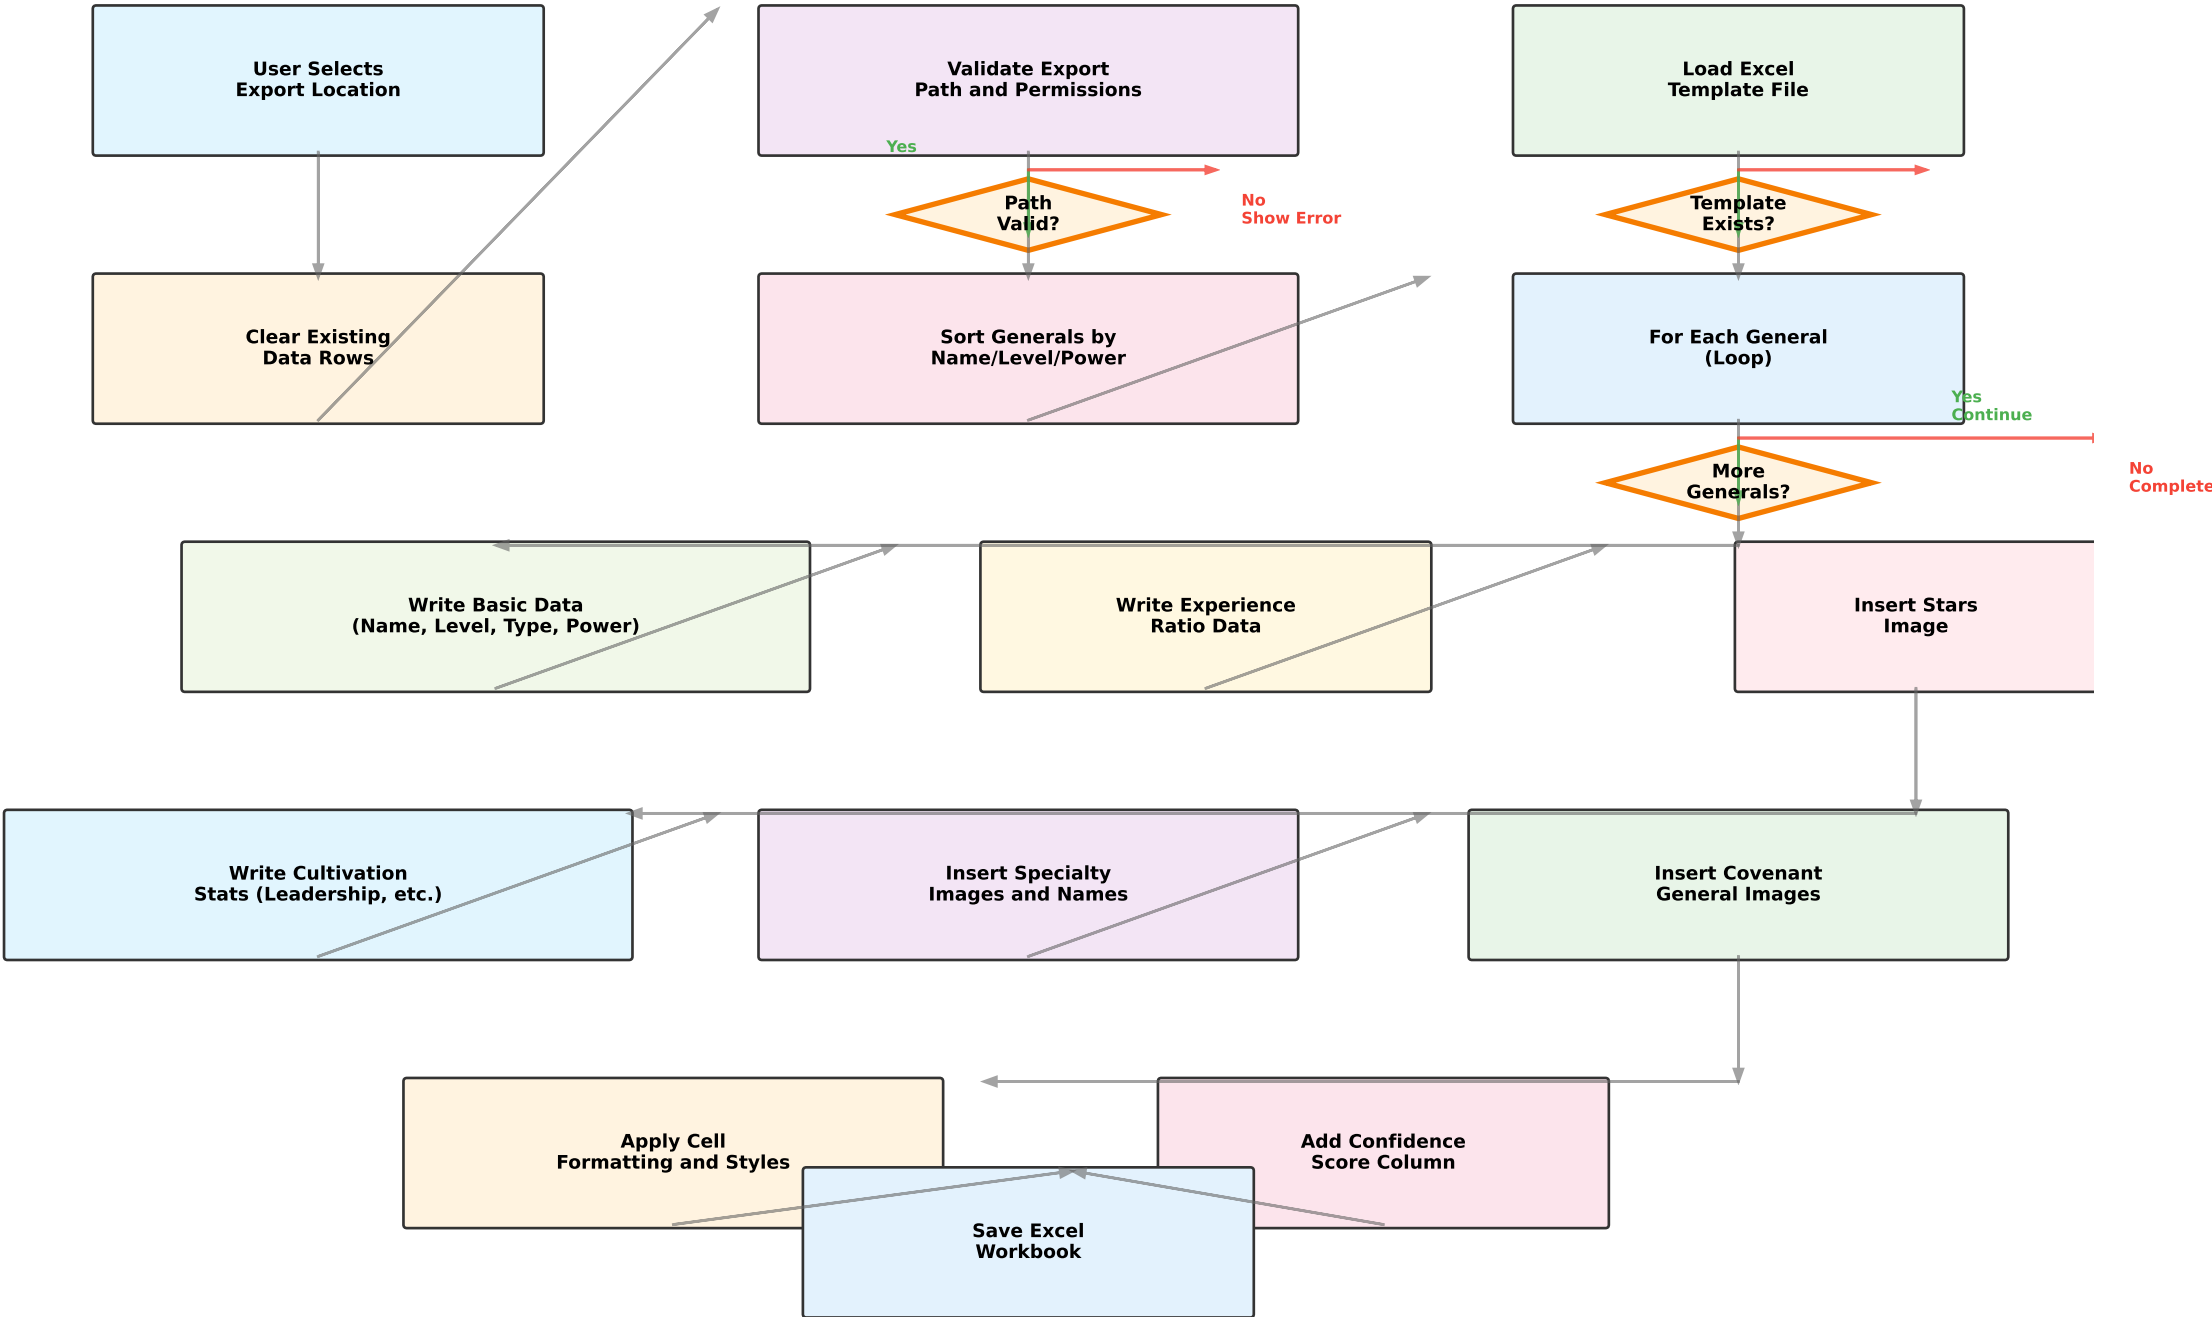 User Selects
Export Location
Validate Export
Path and Permissions
Load Excel
Template File
Yes
Path
Valid?
No
Show Error
Template
Exists?
Clear Existing
Data Rows
Sort Generals by
Name/Level/Power
For Each General
(Loop)
Yes
Continue
More
Generals?
No
Complete
Write Basic Data
(Name, Level, Type, Power)
Write Experience
Ratio Data
Insert Stars
Image
Write Cultivation
Stats (Leadership, etc.)
Insert Specialty
Images and Names
Insert Covenant
General Images
Apply Cell
Formatting and Styles
Add Confidence
Score Column
Save Excel
Workbook